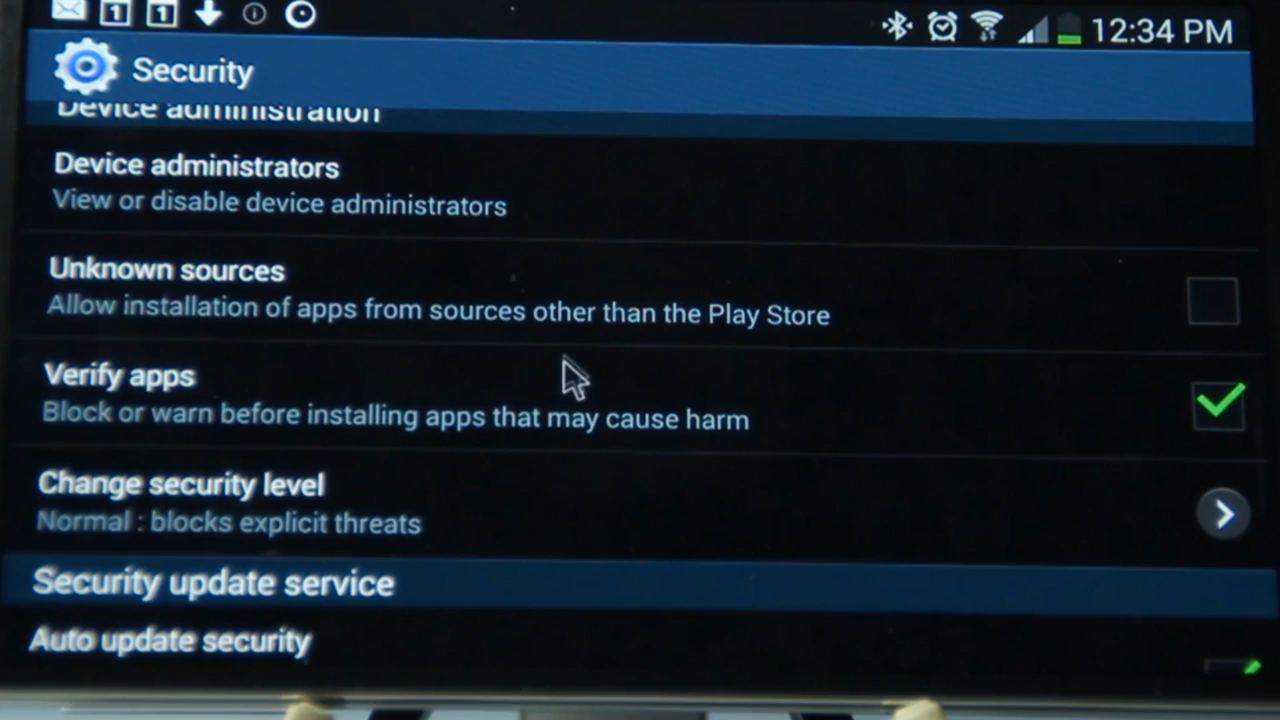 1 1 12:34 PM
Security
Device administration
Device administrators
View or disable device administrators
Unknown sources
Allow installation of apps from sources other than the Play Store
Verify apps
Block or warn before installing apps that may cause harm
Change security level
Normal : blocks explicit threats
Security update service
Auto update security